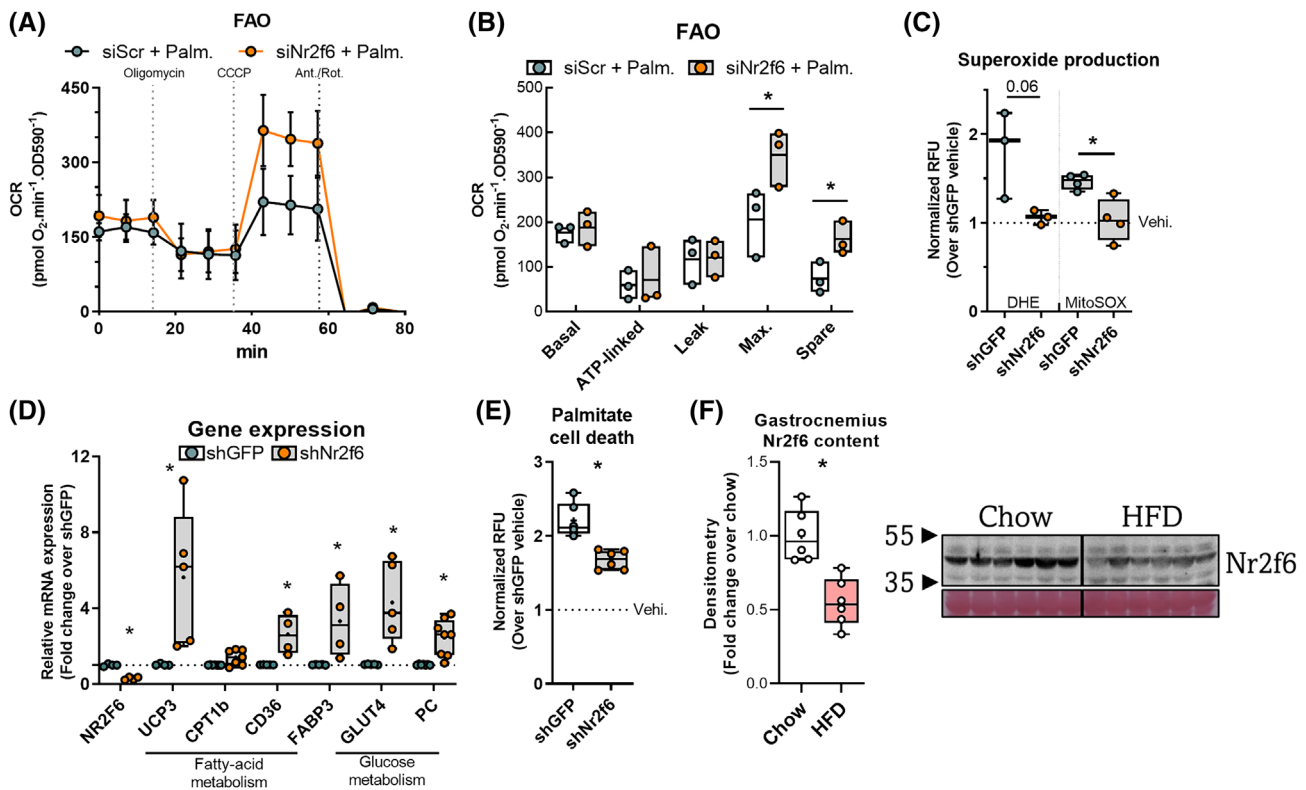 (A)
FAO
siScr + Palm. siNr2f6 + Palm.
Oligomycin CCCP Ant./Rot.
OCR
(pmol O₂·min⁻¹.OD590⁻¹)
450
300
150
0
0 20 40 60 80
min
(B)
FAO
siScr + Palm. siNr2f6 + Palm.
OCR
(pmol O₂·min⁻¹.OD590⁻¹)
500
400
300
200
100
0
* *
Basal ATP-linked Leak Max. Spare
(C)
Superoxide production
Normalized RFU
(Over shGFP vehicle)
0.06
*
2
1
0
Vehi.
DHE MitoSOX
shGFP shNr2f6 shGFP shNr2f6
(D)
Gene expression
shGFP shNr2f6
Relative mRNA expression
(Fold change over shGFP)
12
8
4
1
0
* * * * * *
NR2F6 UCP3 CPT1b CD36 FABP3 GLUT4 PC
Fatty-acid
metabolism
Glucose
metabolism
(E)
Palmitate
cell death
Normalized RFU
(Over shGFP vehicle)
*
3
2
1
0
Vehi.
shGFP shNr2f6
(F)
Gastrocnemius
Nr2f6 content
Densitometry
(Fold change over chow)
*
1.5
1.0
0.5
0.0
Chow HFD
Chow HFD
55
35
Nr2f6